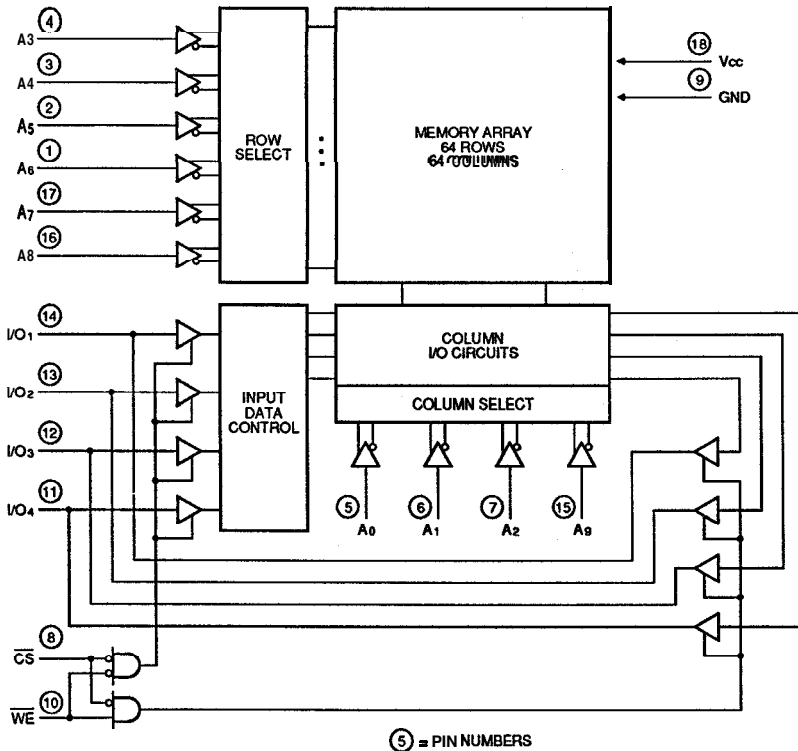 4
A3
3
A4
2
A5
1
A6
17
A7
16
A8
ROW
SELECT
MEMORY ARRAY
64 ROWS
64 COLUMNS
18
Vcc
9
GND
14
I/O1
13
I/O2
12
I/O3
11
I/O4
INPUT
DATA
CONTROL
COLUMN
I/O CIRCUITS
COLUMN SELECT
5
A0
6
A1
7
A2
15
A9
8
CS
10
WE
5 = PIN NUMBERS